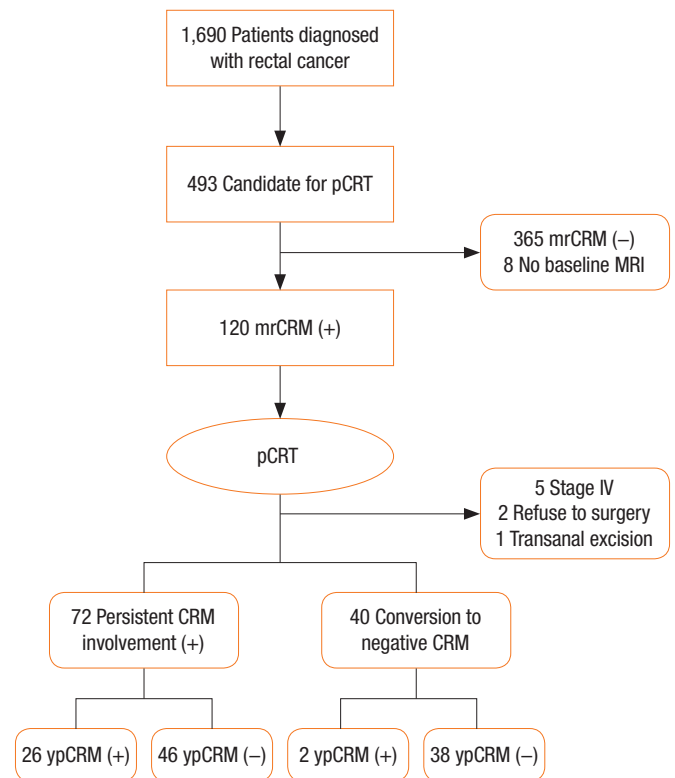 1,690 Patients diagnosed
with rectal cancer
493 Candidate for pCRT
365 mrCRM (–)
8 No baseline MRI
120 mrCRM (+)
pCRT
5 Stage IV
2 Refuse to surgery
1 Transanal excision
72 Persistent CRM
involvement (+)
40 Conversion to
negative CRM
26 ypCRM (+)
46 ypCRM (–)
2 ypCRM (+)
38 ypCRM (–)